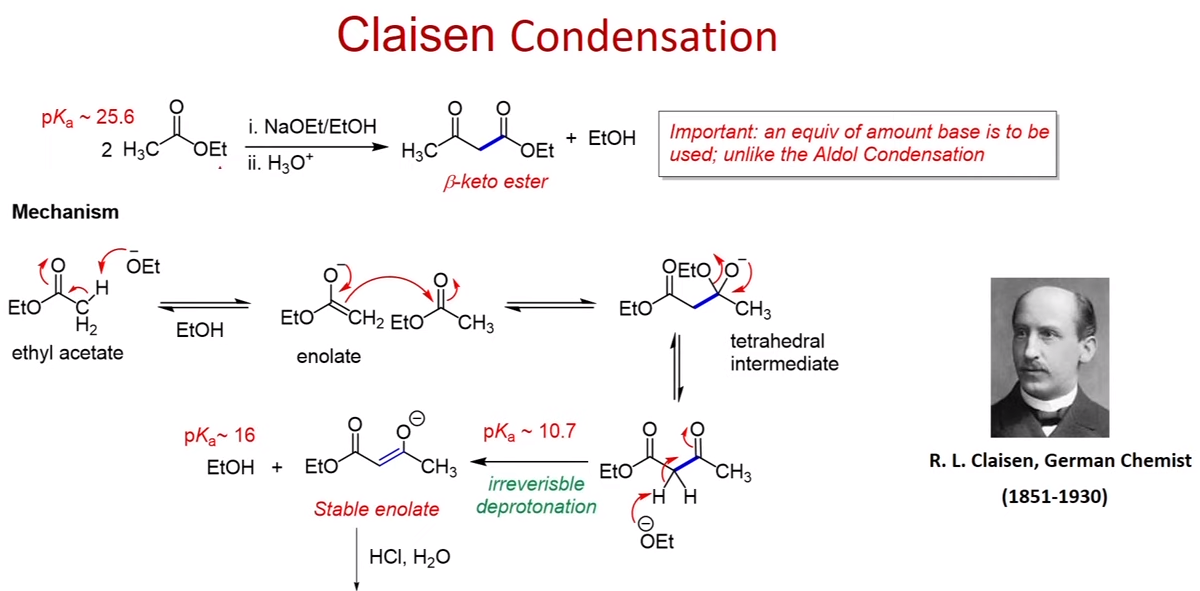 Claisen Condensation
pKa ~ 25.6
O
2 H3C OEt
i. NaOEt/EtOH
ii. H3O+
O O
H3C OEt
+ EtOH
β-keto ester
Important: an equiv of amount base is to be
used; unlike the Aldol Condensation
Mechanism
O H
EtO C
H2
−
OEt
ethyl acetate
EtOH
O−
EtO CH2
enolate
O
EtO CH3
O EtO O−
EtO CH3
tetrahedral
intermediate
pKa~ 16
EtOH +
O O⊖
EtO CH3
Stable enolate
pKa ~ 10.7
irreverisble
deprotonation
O O
EtO CH3
H H
⊖
OEt
HCl, H2O
R. L. Claisen, German Chemist
(1851-1930)